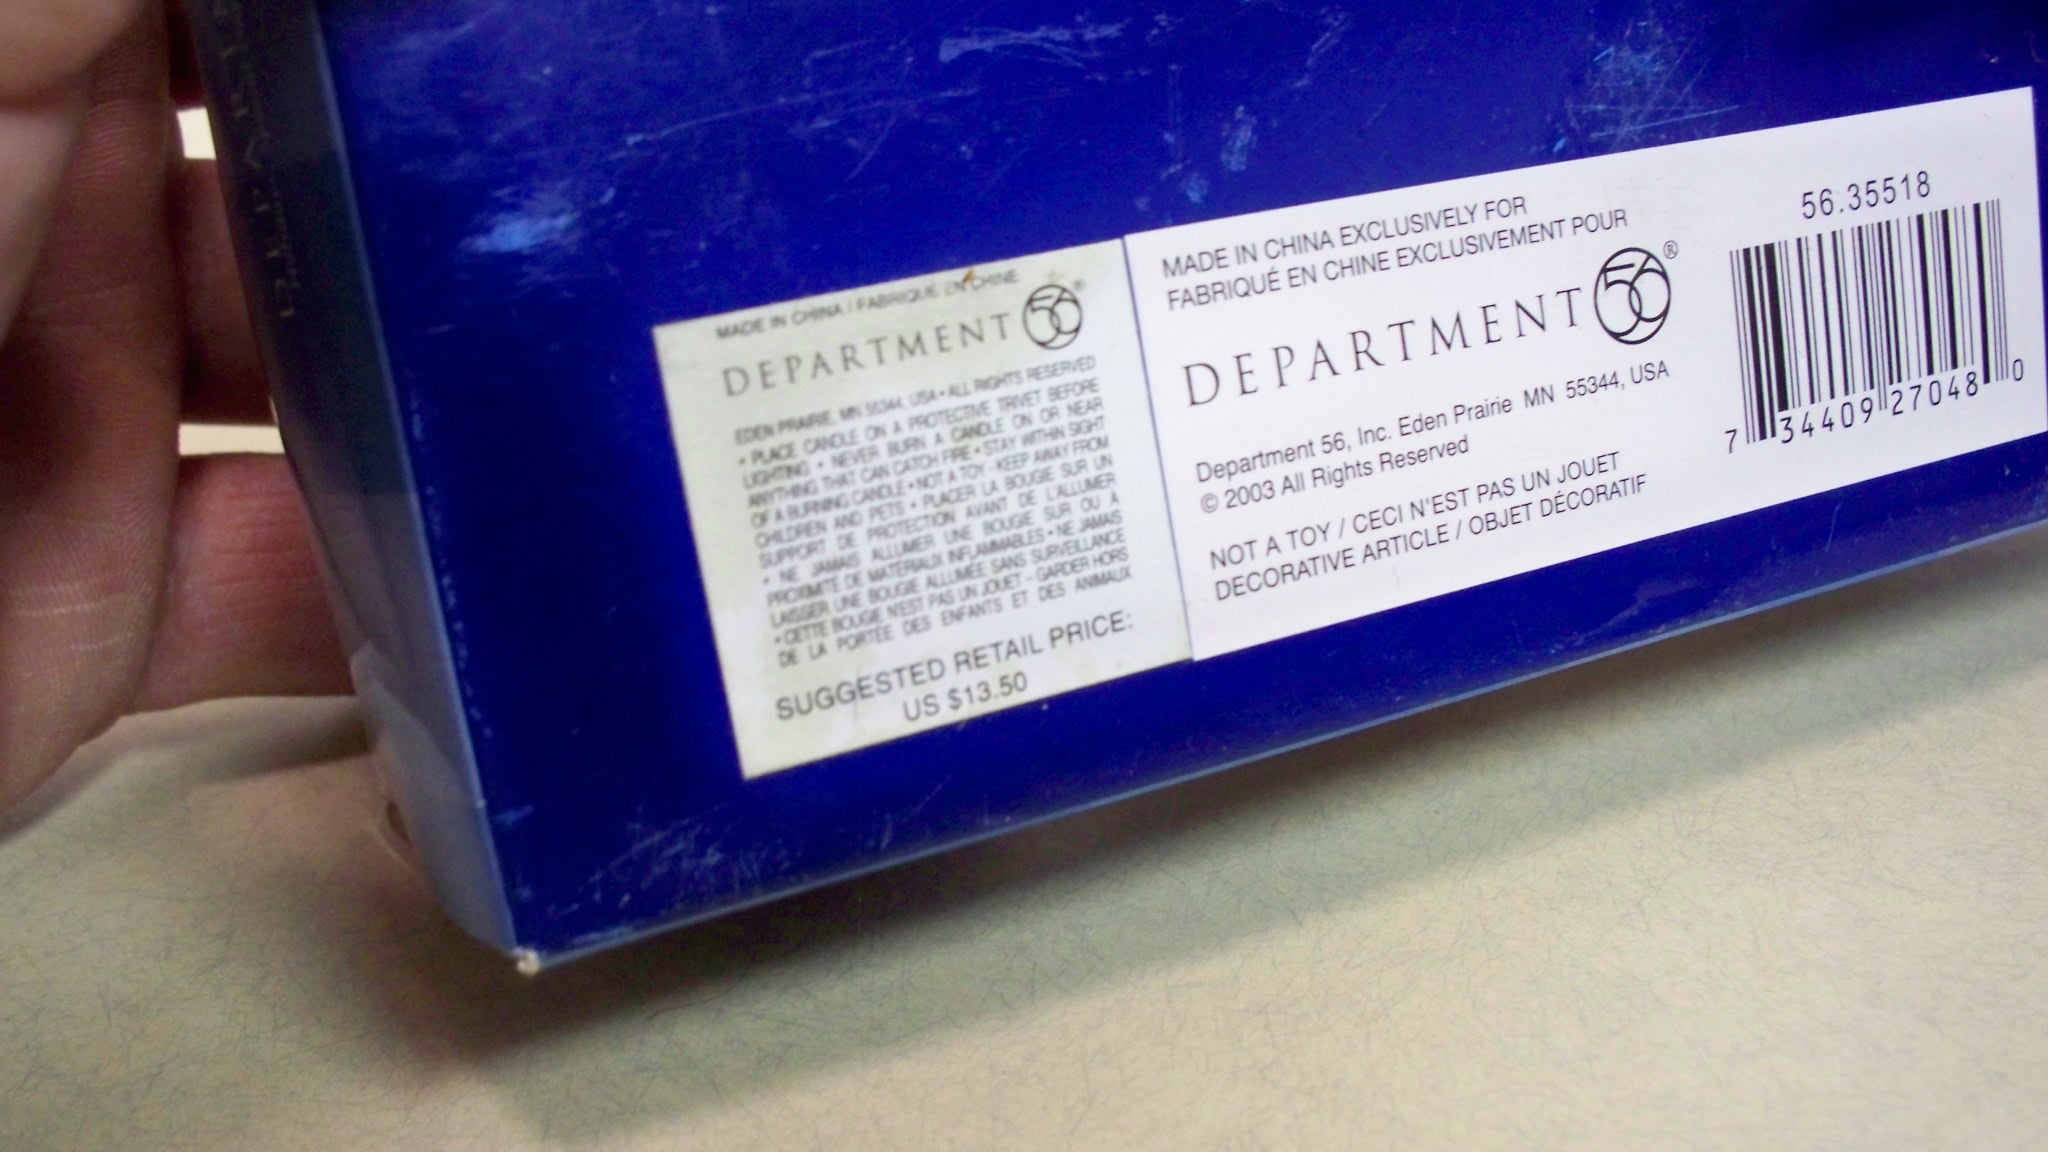 MADE IN CHINA / FABRIQUÉ EN CHINE
DEPARTMENT 56®
EDEN PRAIRIE, MN 55344, USA • ALL RIGHTS RESERVED
• PLACE CANDLE ON A PROTECTIVE TRIVET BEFORE
LIGHTING • NEVER BURN A CANDLE ON OR NEAR
ANYTHING THAT CAN CATCH FIRE • STAY WITHIN SIGHT
OF A BURNING CANDLE • NOT A TOY - KEEP AWAY FROM
CHILDREN AND PETS • PLACER LA BOUGIE SUR UN
SUPPORT DE PROTECTION AVANT DE L'ALLUMER
• NE JAMAIS ALLUMER UNE BOUGIE SUR OU À
PROXIMITE DE MATÉRIAUX INFLAMMABLES • NE JAMAIS
LAISSER UNE BOUGIE ALLUMÉE SANS SURVEILLANCE
• CETTE BOUGIE N'EST PAS UN JOUET - GARDER HORS
DE LA PORTÉE DES ENFANTS ET DES ANIMAUX
SUGGESTED RETAIL PRICE:
US $13.50
MADE IN CHINA EXCLUSIVELY FOR
FABRIQUÉ EN CHINE EXCLUSIVEMENT POUR
DEPARTMENT 56®
Department 56, Inc. Eden Prairie MN 55344, USA
© 2003 All Rights Reserved
NOT A TOY / CECI N'EST PAS UN JOUET
DECORATIVE ARTICLE / OBJET DÉCORATIF
56.35518
7 34409 27048 0